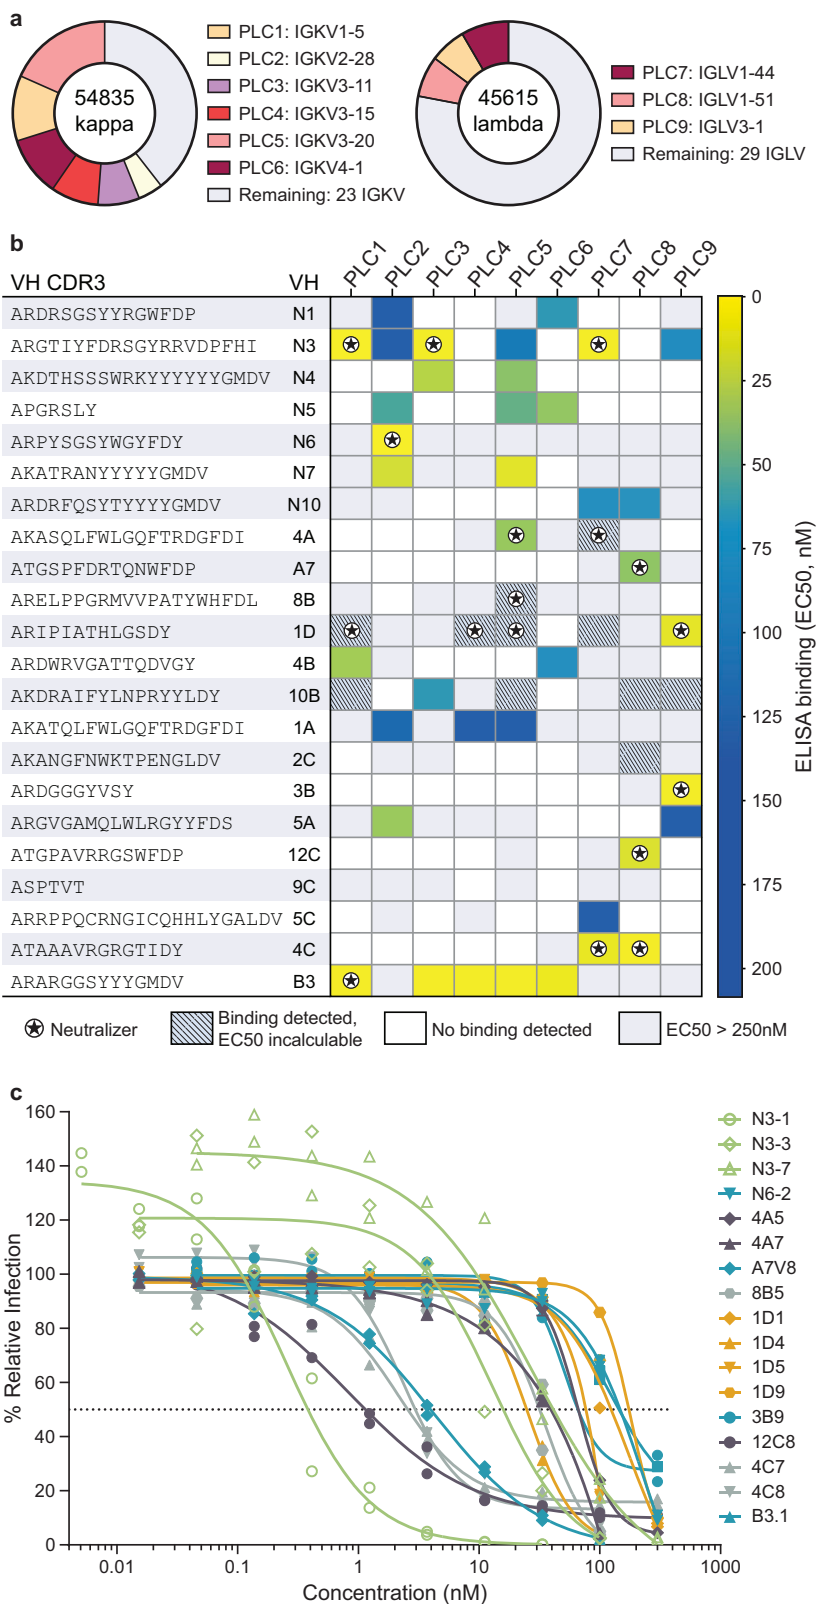 a
54835
kappa
PLC1: IGKV1-5
PLC2: IGKV2-28
PLC3: IGKV3-11
PLC4: IGKV3-15
PLC5: IGKV3-20
PLC6: IGKV4-1
Remaining: 23 IGKV
45615
lambda
PLC7: IGLV1-44
PLC8: IGLV1-51
PLC9: IGLV3-1
Remaining: 29 IGLV
b
VH CDR3 VH PLC1 PLC2 PLC3 PLC4 PLC5 PLC6 PLC7 PLC8 PLC9
ARDRSGSYYRGWFDP N1
ARGTIYFDRSGYRRVDPFHI N3
AKDTHSSSWRKYYYYYYGMDV N4
APGRSLY N5
ARPYSGSYWGYFDY N6
AKATRANYYYYYGMDV N7
ARDRFQSYTYYYYGMDV N10
AKASQLFWLGQFTRDGFDI 4A
ATGSPFDRTQNWFDP A7
ARELPPGRMVVPATYWHFDL 8B
ARIPIATHLGSDY 1D
ARDWRVGATTQDVGY 4B
AKDRAIFYLNPRYYLDY 10B
AKATQLFWLGQFTRDGFDI 1A
AKANGFNWKTPENGLDV 2C
ARDGGGYVSY 3B
ARGVGAMQLWLRGYYFDS 5A
ATGPAVRRGSWFDP 12C
ASPTVT 9C
ARRPPQCRNGICQHHLYGALDV 5C
ATAAAVRGRGTIDY 4C
ARARGGSYYYGMDV B3
0
25
50
75
100
125
150
175
200
ELISA binding (EC50, nM)
Neutralizer
Binding detected,
EC50 incalculable
No binding detected
EC50 > 250nM
c
160
140
120
100
80
60
40
20
0
% Relative Infection
0.01 0.1 1 10 100 1000
Concentration (nM)
N3-1
N3-3
N3-7
N6-2
4A5
4A7
A7V8
8B5
1D1
1D4
1D5
1D9
3B9
12C8
4C7
4C8
B3.1